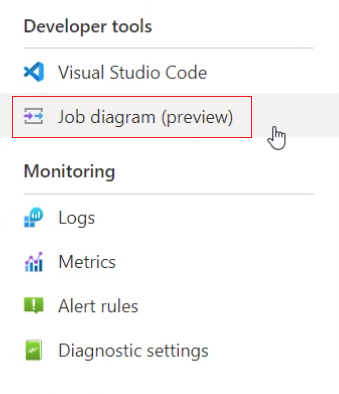 Developer tools
Visual Studio Code
Job diagram (preview)
Monitoring
Logs
Metrics
Alert rules
Diagnostic settings